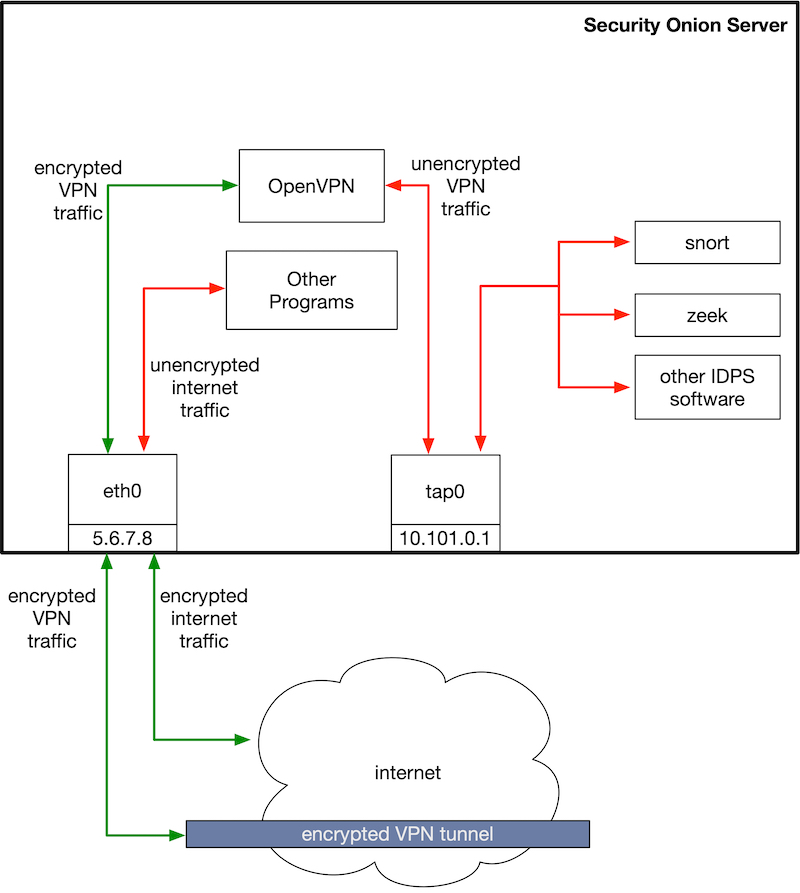 Security Onion Server
encrypted
VPN
traffic
OpenVPN
unencrypted
VPN
traffic
snort
Other
Programs
zeek
unencrypted
internet
traffic
other IDPS
software
eth0
5.6.7.8
tap0
10.101.0.1
encrypted
VPN
traffic
encrypted
internet
traffic
internet
encrypted VPN tunnel